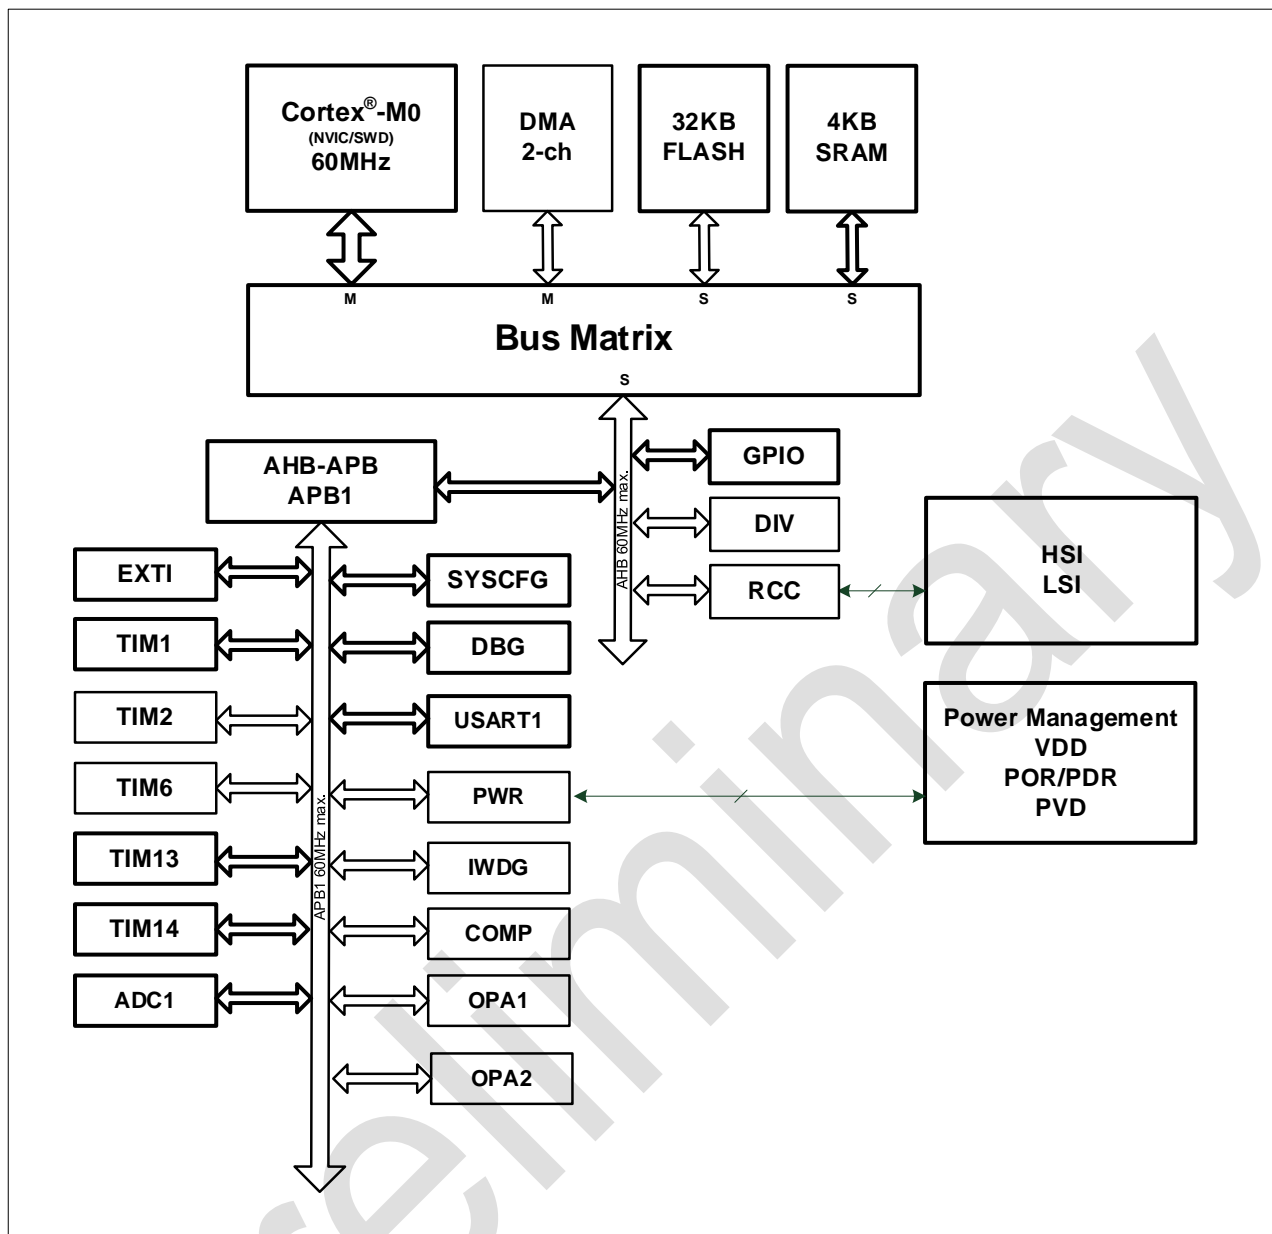 Cortex®-M0
(NVIC/SWD)
60MHz
DMA
2-ch
32KB
FLASH
4KB
SRAM
M
M
S
S
Bus Matrix
S
AHB-APB
APB1
AHB 60MHz max.
GPIO
DIV
RCC
HSI
LSI
EXTI
SYSCFG
TIM1
DBG
TIM2
USART1
TIM6
PWR
Power Management
VDD
POR/PDR
PVD
APB1 60MHz max.
TIM13
IWDG
TIM14
COMP
ADC1
OPA1
OPA2
reliminary